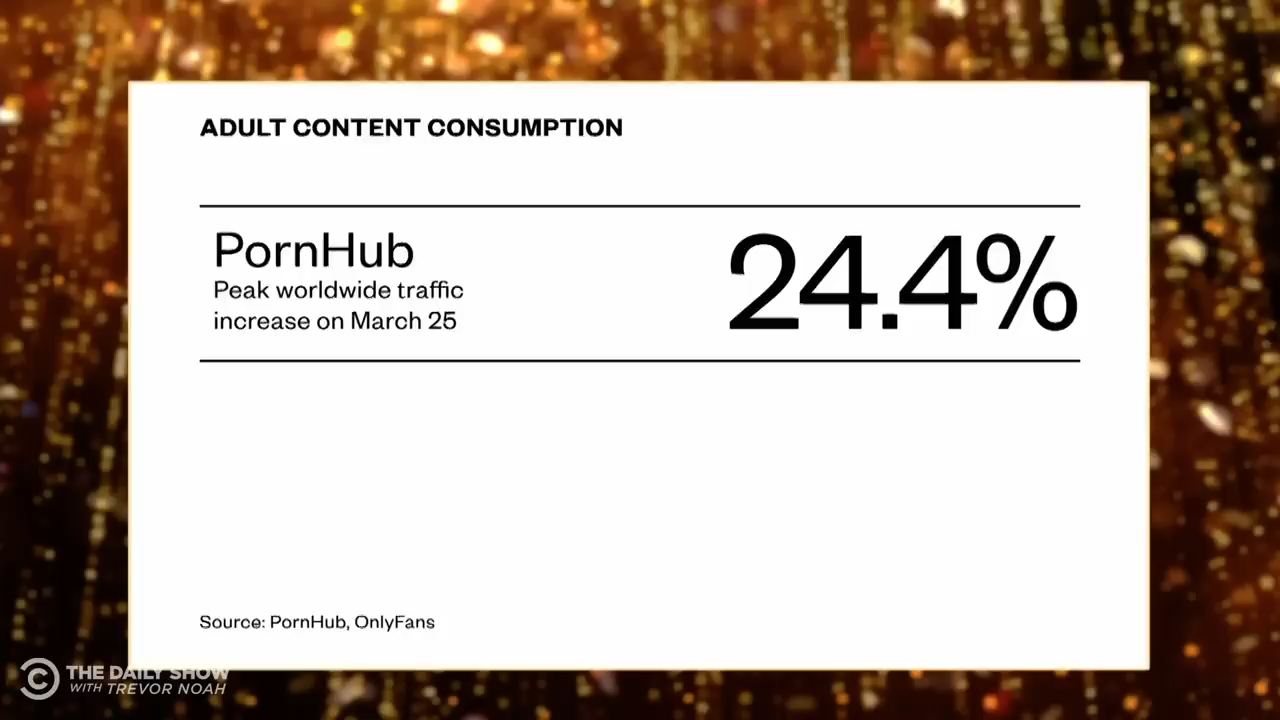 ADULT CONTENT CONSUMPTION
PornHub
Peak worldwide traffic
increase on March 25
24.4%
Source: PornHub, OnlyFans
THE DAILY SHOW
WITH TREVOR NOAH